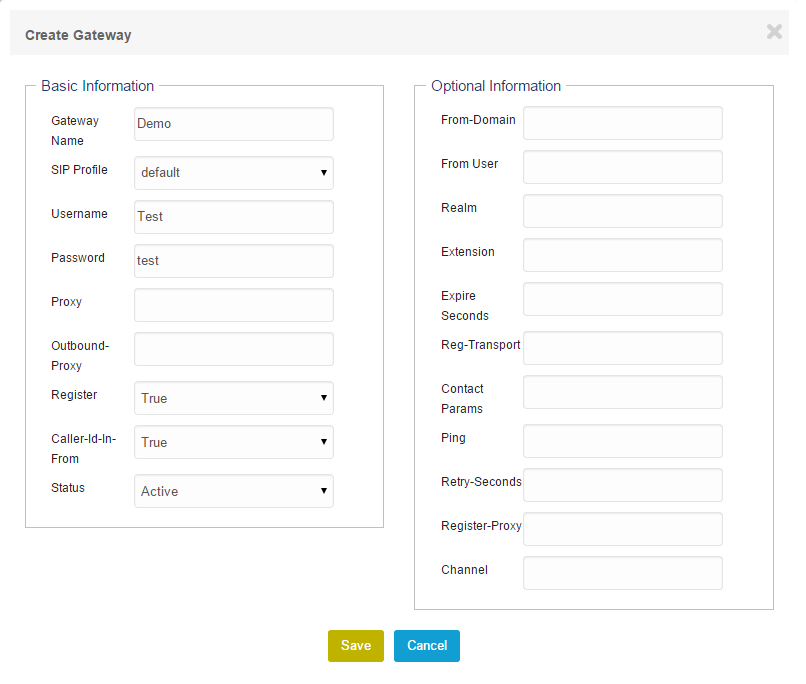 Create Gateway
Basic Information
Gateway
Name
Demo
SIP Profile
default
Username
Test
Password
test
Proxy
Outbound-
Proxy
Register
True
Caller-Id-In-
From
True
Status
Active
Optional Information
From-Domain
From User
Realm
Extension
Expire
Seconds
Reg-Transport
Contact
Params
Ping
Retry-Seconds
Register-Proxy
Channel
Save
Cancel